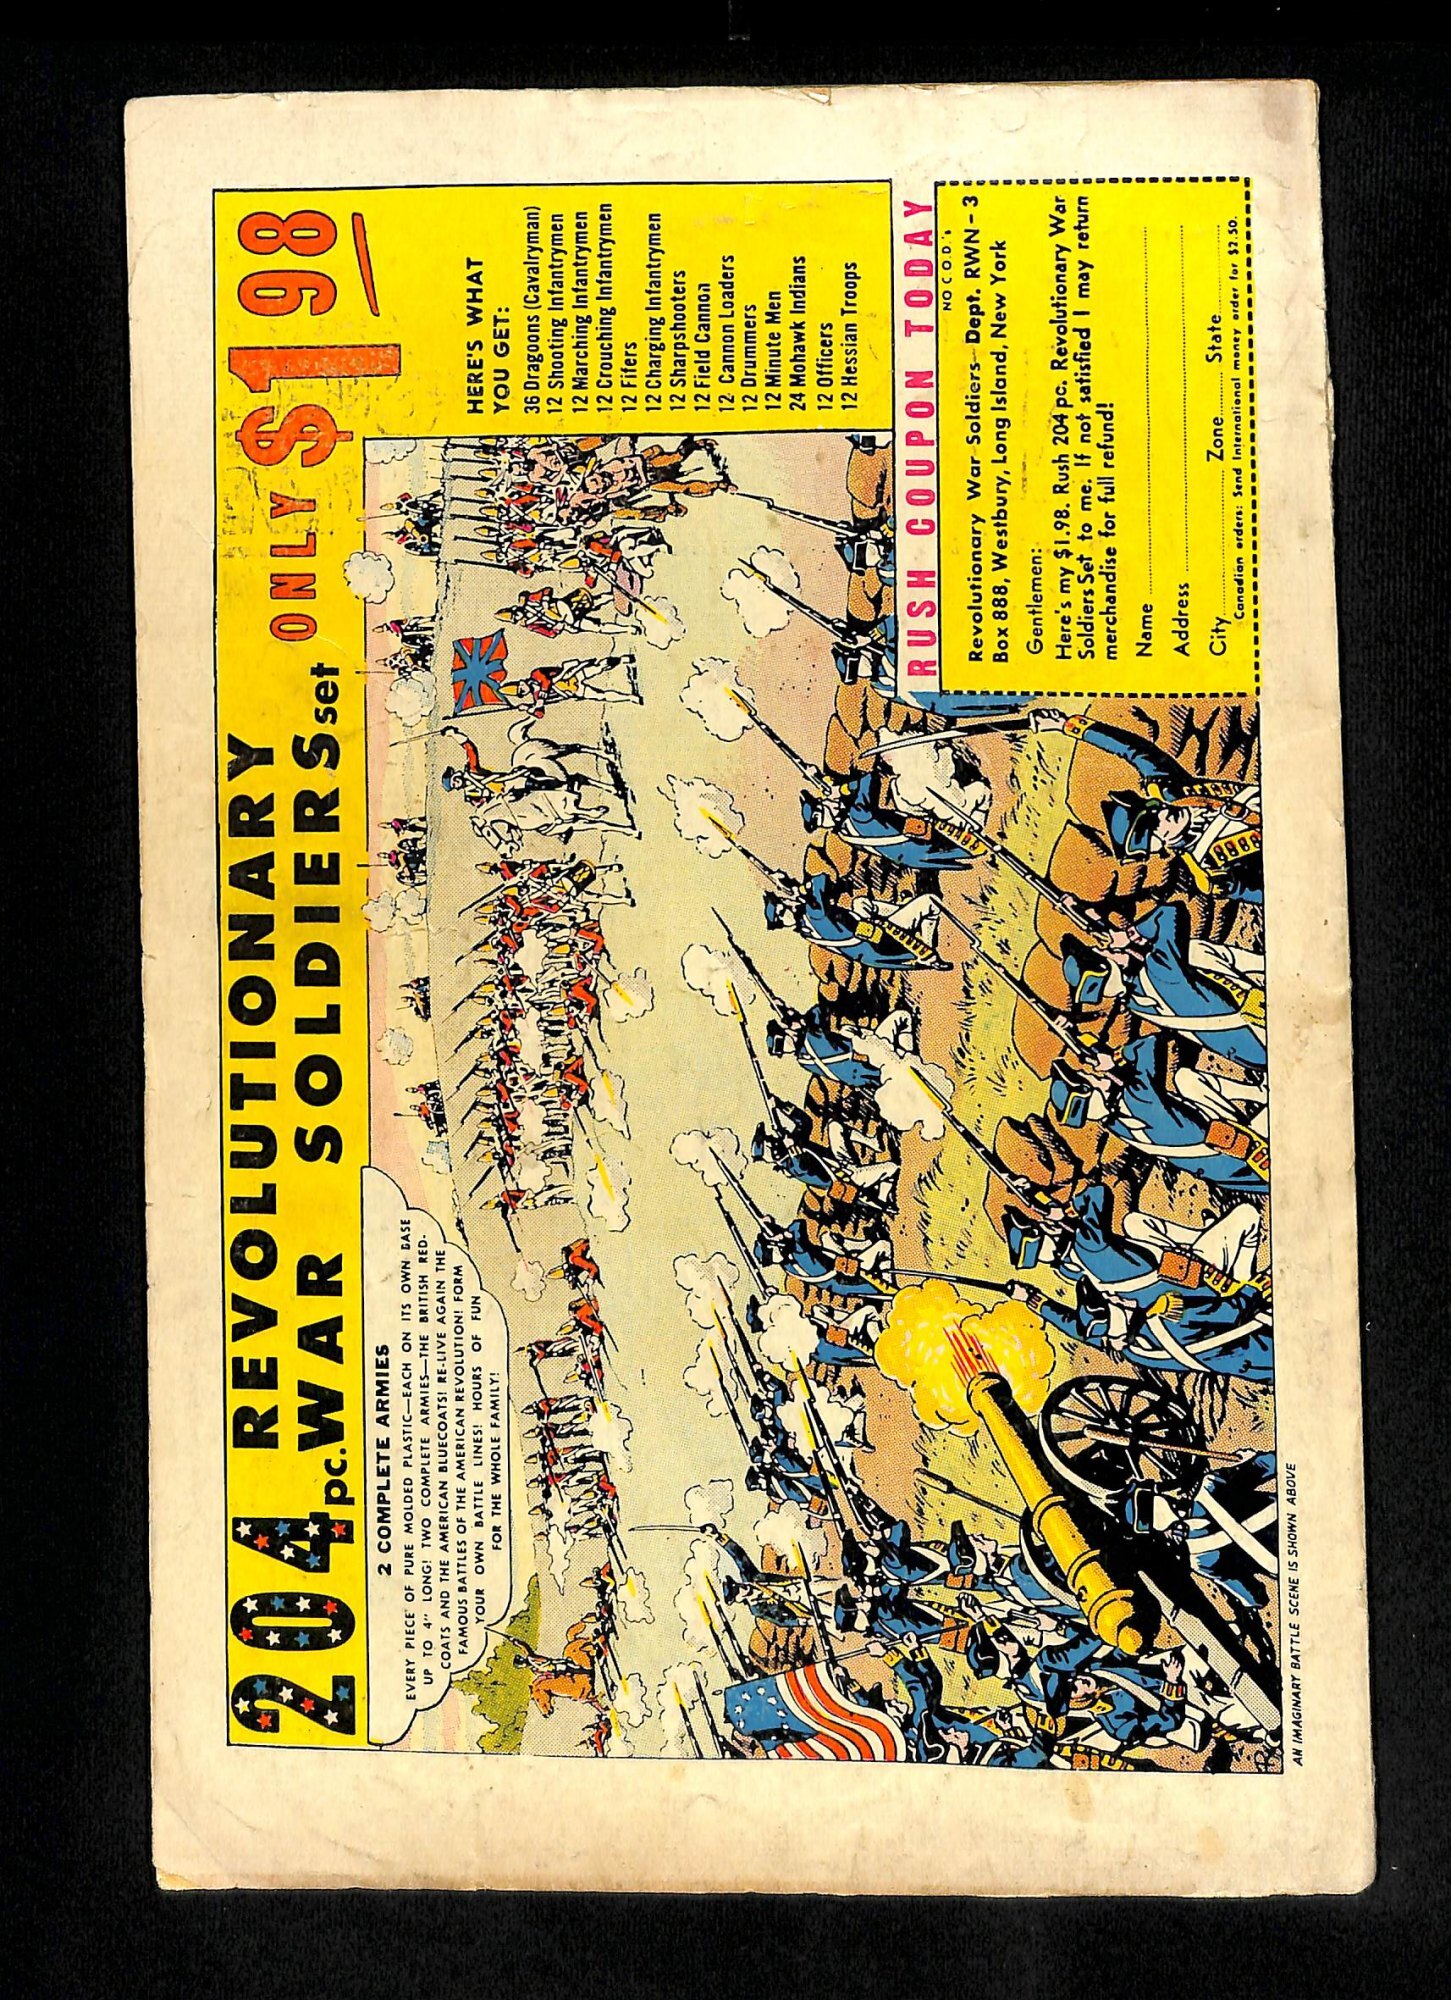 204 REVOLUTIONARY
pc. WAR SOLDIERS set ONLY $1 98
2 COMPLETE ARMIES
EVERY PIECE OF PURE MOLDED PLASTIC—EACH ON ITS OWN BASE
UP TO 4" LONG! TWO COMPLETE ARMIES—THE BRITISH RED-
COATS AND THE AMERICAN BLUECOATS! RE-LIVE AGAIN THE
FAMOUS BATTLES OF THE AMERICAN REVOLUTION! FORM
YOUR OWN BATTLE LINES! HOURS OF FUN
FOR THE WHOLE FAMILY!
HERE'S WHAT
YOU GET:
36 Dragoons (Cavalryman)
12 Shooting Infantrymen
12 Marching Infantrymen
12 Crouching Infantrymen
12 Fifers
12 Charging Infantrymen
12 Sharpshooters
12 Field Cannon
12 Cannon Loaders
12 Drummers
12 Minute Men
24 Mohawk Indians
12 Officers
12 Hessian Troops
RUSH COUPON TODAY
NO C.O.D.'s
Revolutionary War Soldiers Dept. RWN-3
Box 888, Westbury, Long Island, New York
Gentlemen:
Here's my $1.98. Rush 204 pc. Revolutionary War
Soldiers Set to me. If not satisfied I may return
merchandise for full refund!
Name
Address
City Zone State
Canadian orders: Send International money order for $2.50.
AN IMAGINARY BATTLE SCENE IS SHOWN ABOVE